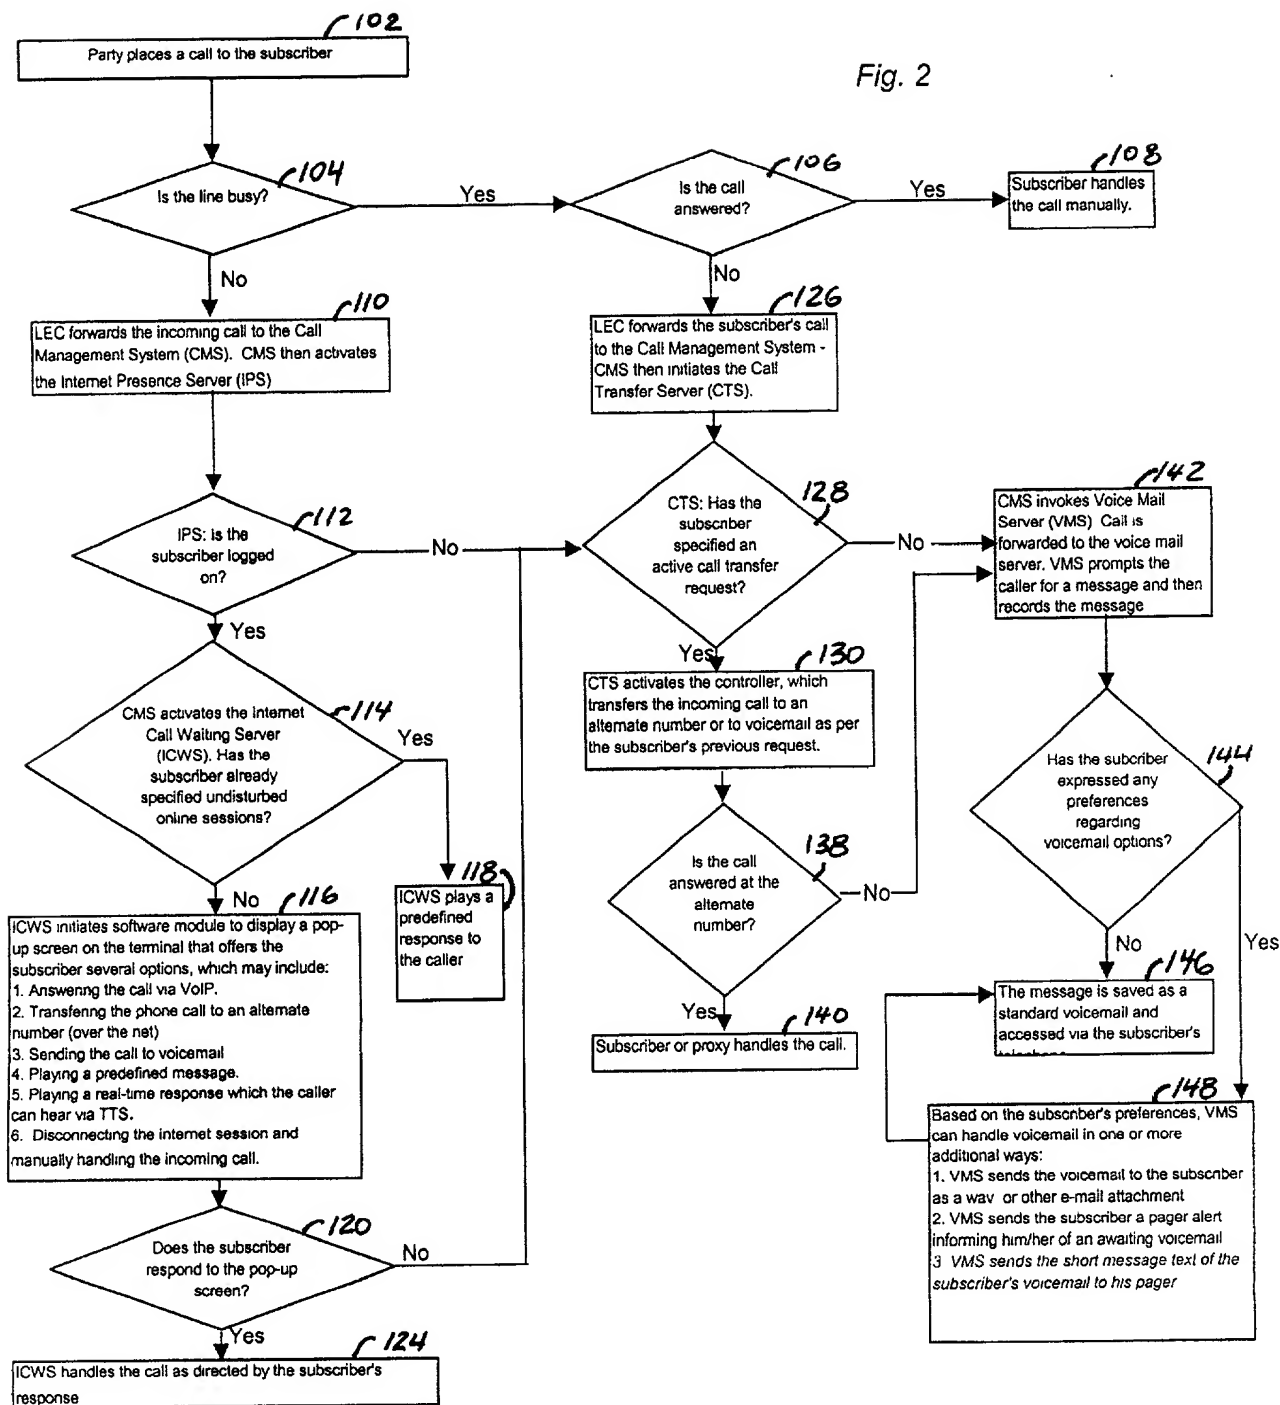 102
Party places a call to the subscriber
Fig. 2
104
Is the line busy?
Yes
106
Is the call
answered?
Yes
108
Subscriber handles
the call manually.
No
No
110
LEC forwards the incoming call to the Call
Management System (CMS). CMS then activates
the Internet Presence Server (IPS)
126
LEC forwards the subscriber's call
to the Call Management System -
CMS then initiates the Call
Transfer Server (CTS).
112
IPS: Is the
subscriber logged
on?
No
128
CTS: Has the
subscriber
specified an
active call transfer
request?
No
142
CMS invokes Voice Mail
Server (VMS) Call is
forwarded to the voice mail
server. VMS prompts the
caller for a message and then
records the message
Yes
Yes
114
CMS activates the Internet
Call Waiting Server
(ICWS). Has the
subscriber already
specified undisturbed
online sessions?
Yes
130
CTS activates the controller, which
transfers the incoming call to an
alternate number or to voicemail as per
the subscriber's previous request.
144
Has the subcriber
expressed any
preferences
regarding
voicemail options?
118
ICWS plays a
predefined
response to
the caller
138
Is the call
answered at the
alternate
number?
No
No
116
ICWS initiates software module to display a pop-
up screen on the terminal that offers the
subscriber several options, which may include:
1. Answering the call via VoIP.
2. Transferring the phone call to an alternate
number (over the net)
3. Sending the call to voicemail
4. Playing a predefined message.
5. Playing a real-time response which the caller
can hear via TTS.
6. Disconnecting the internet session and
manually handling the incoming call.
No
Yes
146
The message is saved as a
standard voicemail and
accessed via the subscriber's
Yes
140
Subscriber or proxy handles the call.
148
Based on the subscriber's preferences, VMS
can handle voicemail in one or more
additional ways:
1. VMS sends the voicemail to the subscriber
as a wav or other e-mail attachment
2. VMS sends the subscriber a pager alert
informing him/her of an awaiting voicemail
3 VMS sends the short message text of the
subscriber's voicemail to his pager
120
Does the subscriber
respond to the pop-up
screen?
No
Yes
124
ICWS handles the call as directed by the subscriber's
response